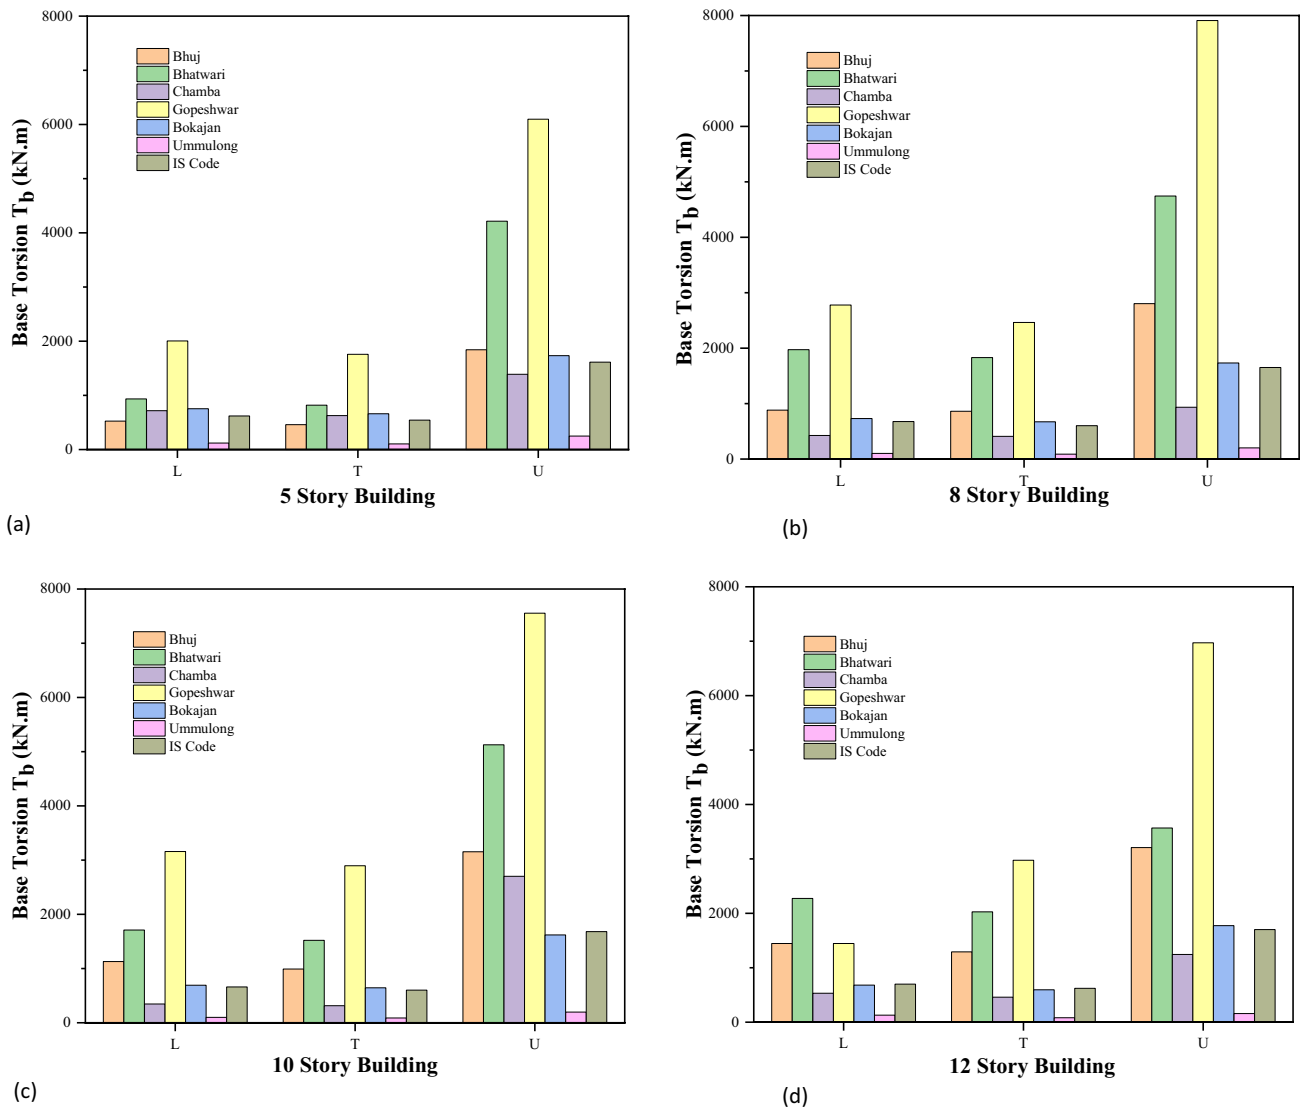 8000
6000
4000
2000
0
Base Torsion Tb (kN.m)
Bhuj
Bhatwari
Chamba
Gopeshwar
Bokajan
Ummulong
IS Code
L T U
5 Story Building
(a)
8000
6000
4000
2000
0
Base Torsion Tb (kN.m)
Bhuj
Bhatwari
Chamba
Gopeshwar
Bokajan
Ummulong
IS Code
L T U
8 Story Building
(b)
8000
6000
4000
2000
0
Base Torsion Tb (kN.m)
Bhuj
Bhatwari
Chamba
Gopeshwar
Bokajan
Ummulong
IS Code
L T U
10 Story Building
(c)
8000
6000
4000
2000
0
Base Torsion Tb (kN.m)
Bhuj
Bhatwari
Chamba
Gopeshwar
Bokajan
Ummulong
IS Code
L T U
12 Story Building
(d)